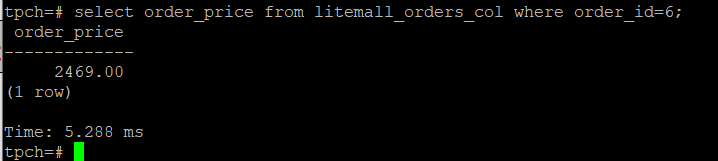 tpch=# select order_price from litemall_orders_col where order_id=6;
 order_price
-------------
     2469.00
(1 row)

Time: 5.288 ms
tpch=#